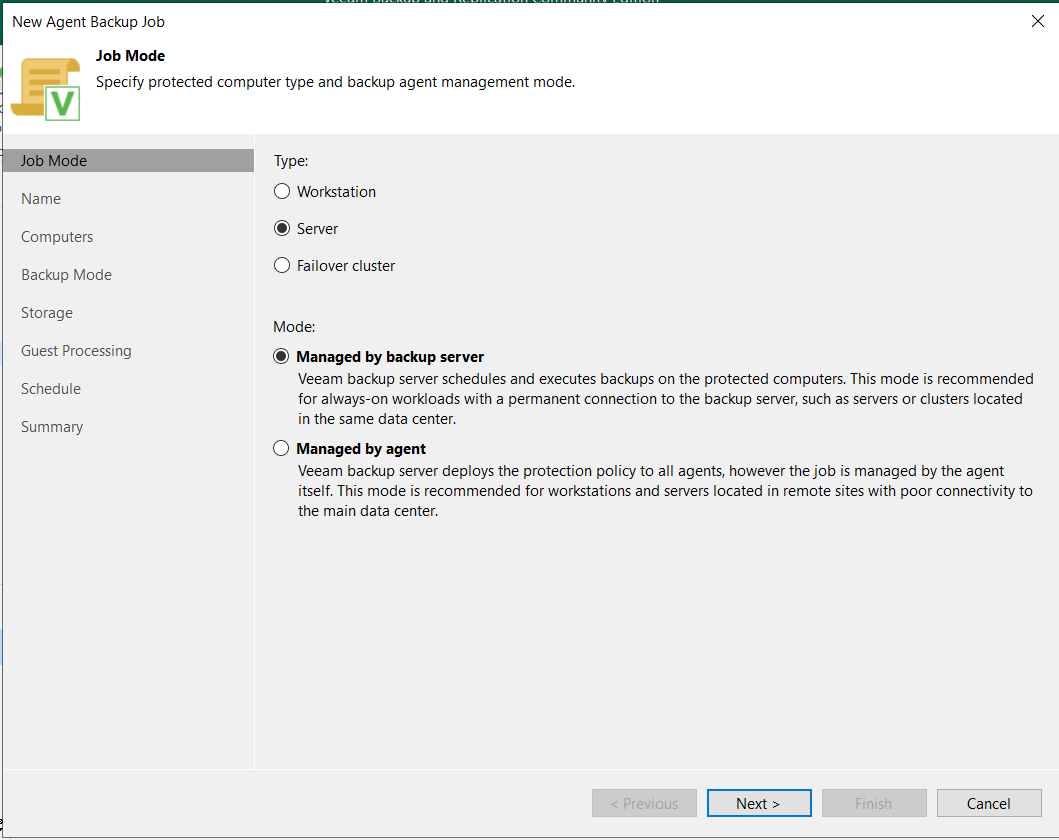 Veeam Backup and Replication Community Edition
New Agent Backup Job
Job Mode
Specify protected computer type and backup agent management mode.
V
Job Mode
Name
Computers
Backup Mode
Storage
Guest Processing
Schedule
Summary
Type:
Workstation
Server
Failover cluster
Mode:
Managed by backup server
Veeam backup server schedules and executes backups on the protected computers. This mode is recommended
for always-on workloads with a permanent connection to the backup server, such as servers or clusters located
in the same data center.
Managed by agent
Veeam backup server deploys the protection policy to all agents, however the job is managed by the agent
itself. This mode is recommended for workstations and servers located in remote sites with poor connectivity to
the main data center.
< Previous
Next >
Finish
Cancel